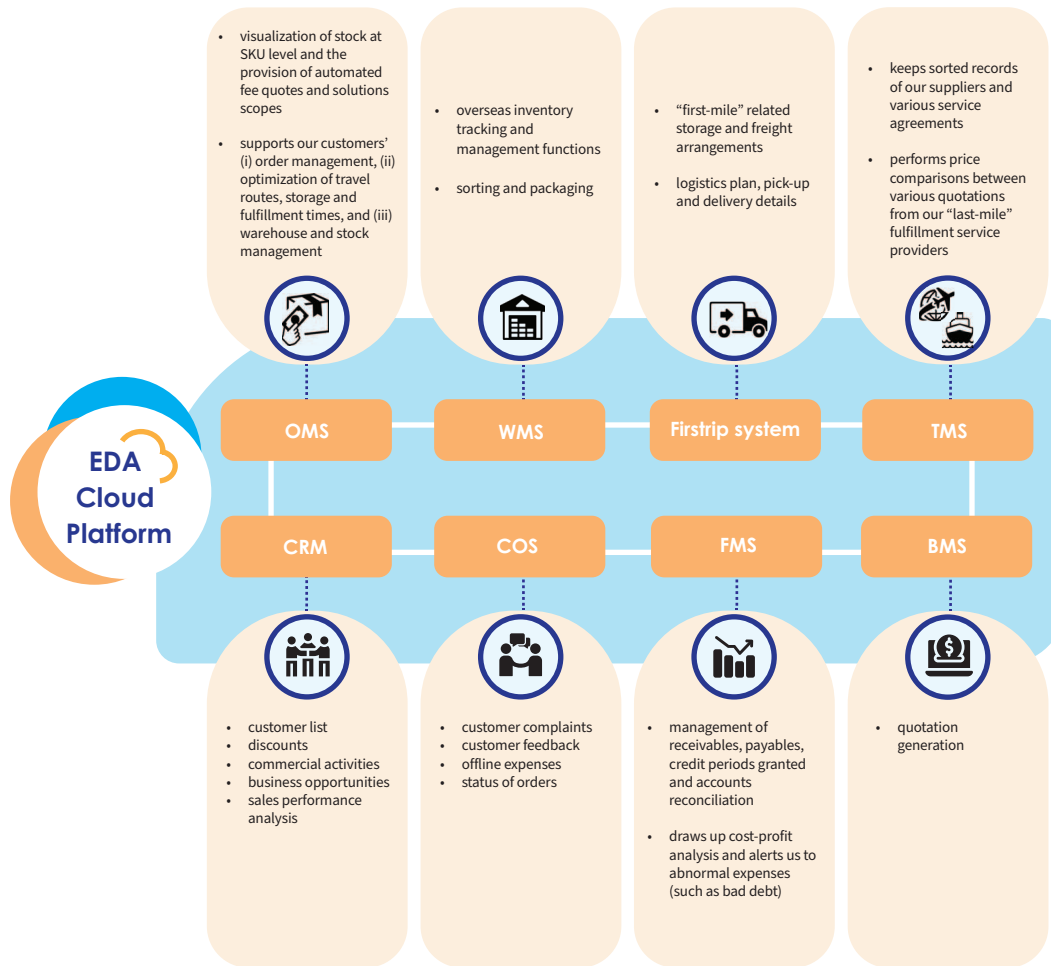 • visualization of stock at
SKU level and the
provision of automated
fee quotes and solutions
scopes
• supports our customers’
(i) order management, (ii)
optimization of travel
routes, storage and
fulfillment times, and (iii)
warehouse and stock
management
• overseas inventory
tracking and
management functions
• sorting and packaging
• “first-mile” related
storage and freight
arrangements
• logistics plan, pick-up
and delivery details
• keeps sorted records
of our suppliers and
various service
agreements
• performs price
comparisons between
various quotations
from our “last-mile”
fulfillment service
providers
EDA
Cloud
Platform
OMS
WMS
Firstrip system
TMS
CRM
COS
FMS
BMS
$
• customer list
• discounts
• commercial activities
• business opportunities
• sales performance
analysis
• customer complaints
• customer feedback
• offline expenses
• status of orders
• management of
receivables, payables,
credit periods granted
and accounts
reconciliation
• draws up cost-profit
analysis and alerts us to
abnormal expenses
(such as bad debt)
• quotation
generation